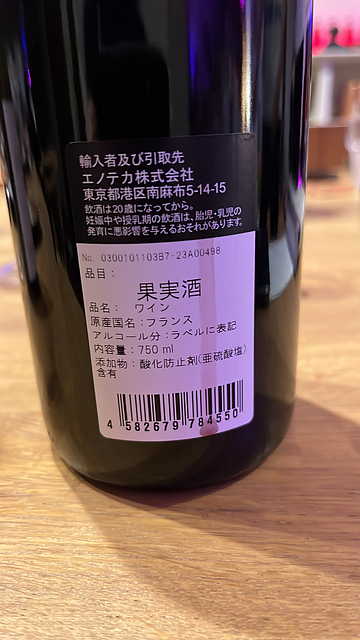 輸入者及び引取先
エノテカ株式会社
東京都港区南麻布5-14-15
飲酒は20歳になってから。
妊娠中や授乳期の飲酒は、胎児・乳児の
発育に悪影響を与えるおそれがあります。
No. 0300101103B7-23A00498
品目：
果実酒
品名： ワイン
原産国名：フランス
アルコール分：ラベルに表記
内容量：750 ml
添加物：酸化防止剤(亜硫酸塩)
含有
4 582679 784550